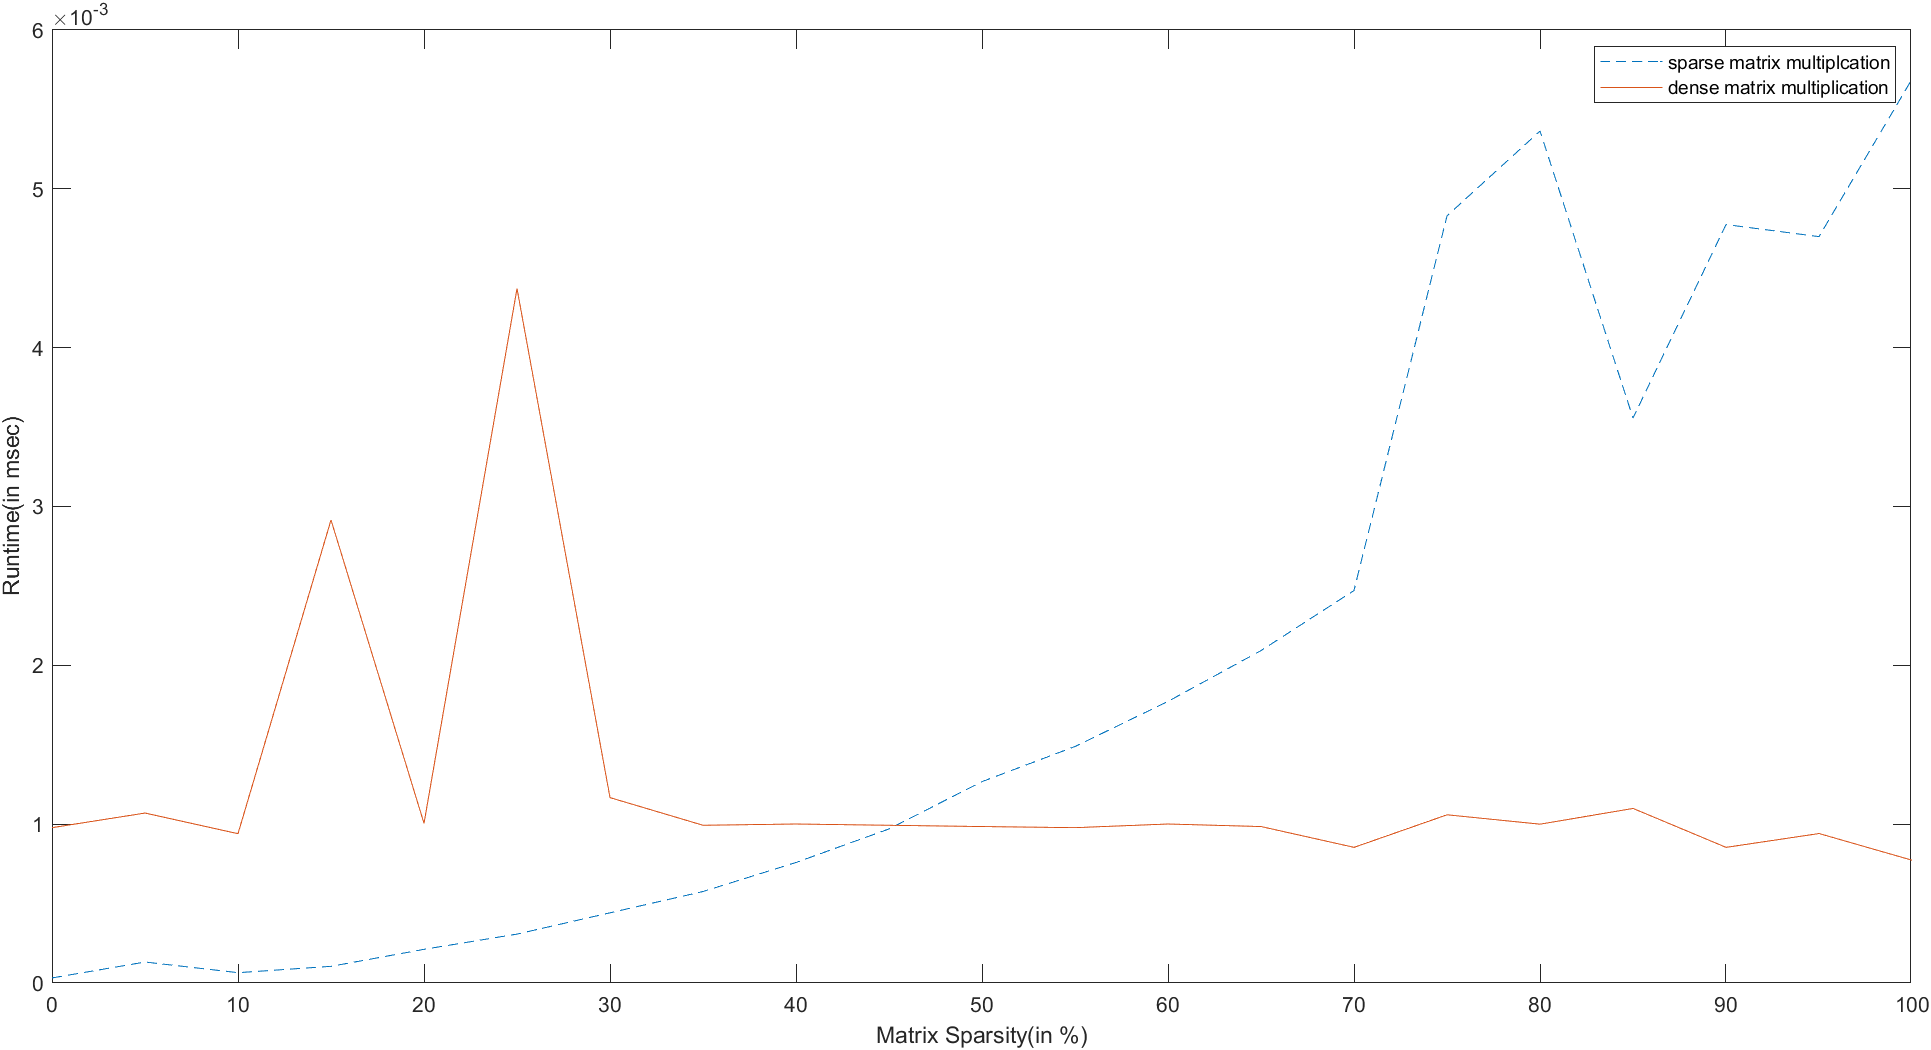 ×10-3
6
5
4
3
2
1
0
Runtime(in msec)
sparse matrix multiplcation
dense matrix multiplication
0 10 20 30 40 50 60 70 80 90 100
Matrix Sparsity(in %)